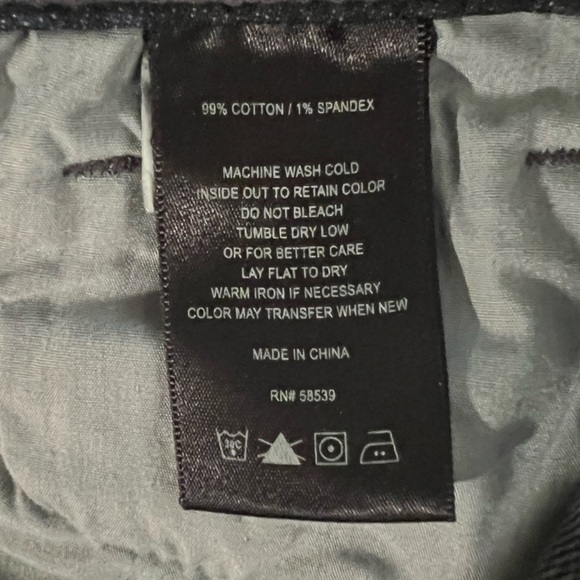 99% COTTON / 1% SPANDEX
MACHINE WASH COLD
INSIDE OUT TO RETAIN COLOR
DO NOT BLEACH
TUMBLE DRY LOW
OR FOR BETTER CARE
LAY FLAT TO DRY
WARM IRON IF NECESSARY
COLOR MAY TRANSFER WHEN NEW
MADE IN CHINA
RN# 58539
30C